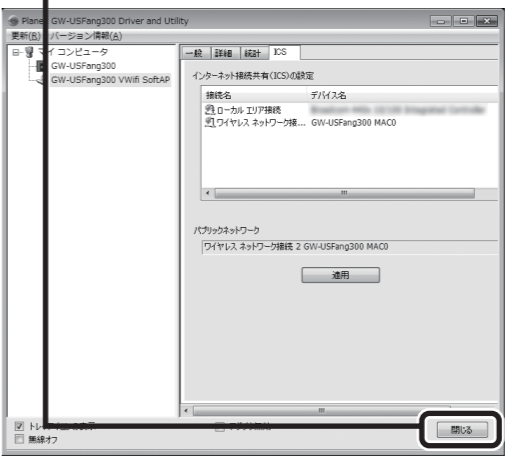 Planex GW-USFang300 Driver and Utility
更新(R) バージョン情報(A)
マイ コンピュータ
GW-USFang300
GW-USFang300 VWifi SoftAP
一般 詳細 統計 ICS
インターネット接続共有(ICS)の設定
接続名 デバイス名
ローカル エリア接続
ワイヤレス ネットワーク接... GW-USFang300 MAC0
パブリックネットワーク
ワイヤレス ネットワーク接続 2 GW-USFang300 MAC0
適用
無線オフ
閉じる